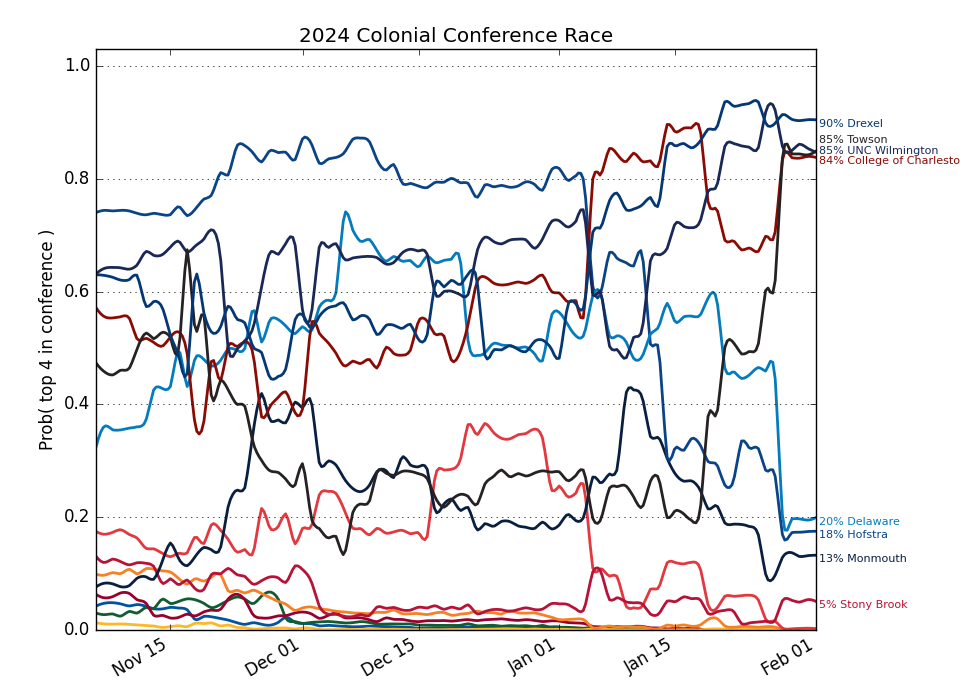 2024 Colonial Conference Race
Prob( top 4 in conference )
1.0
0.8
0.6
0.4
0.2
0.0
Nov 15
Dec 01
Dec 15
Jan 01
Jan 15
Feb 01
90% Drexel
85% Towson
85% UNC Wilmington
84% College of Charlesto
20% Delaware
18% Hofstra
13% Monmouth
5% Stony Brook